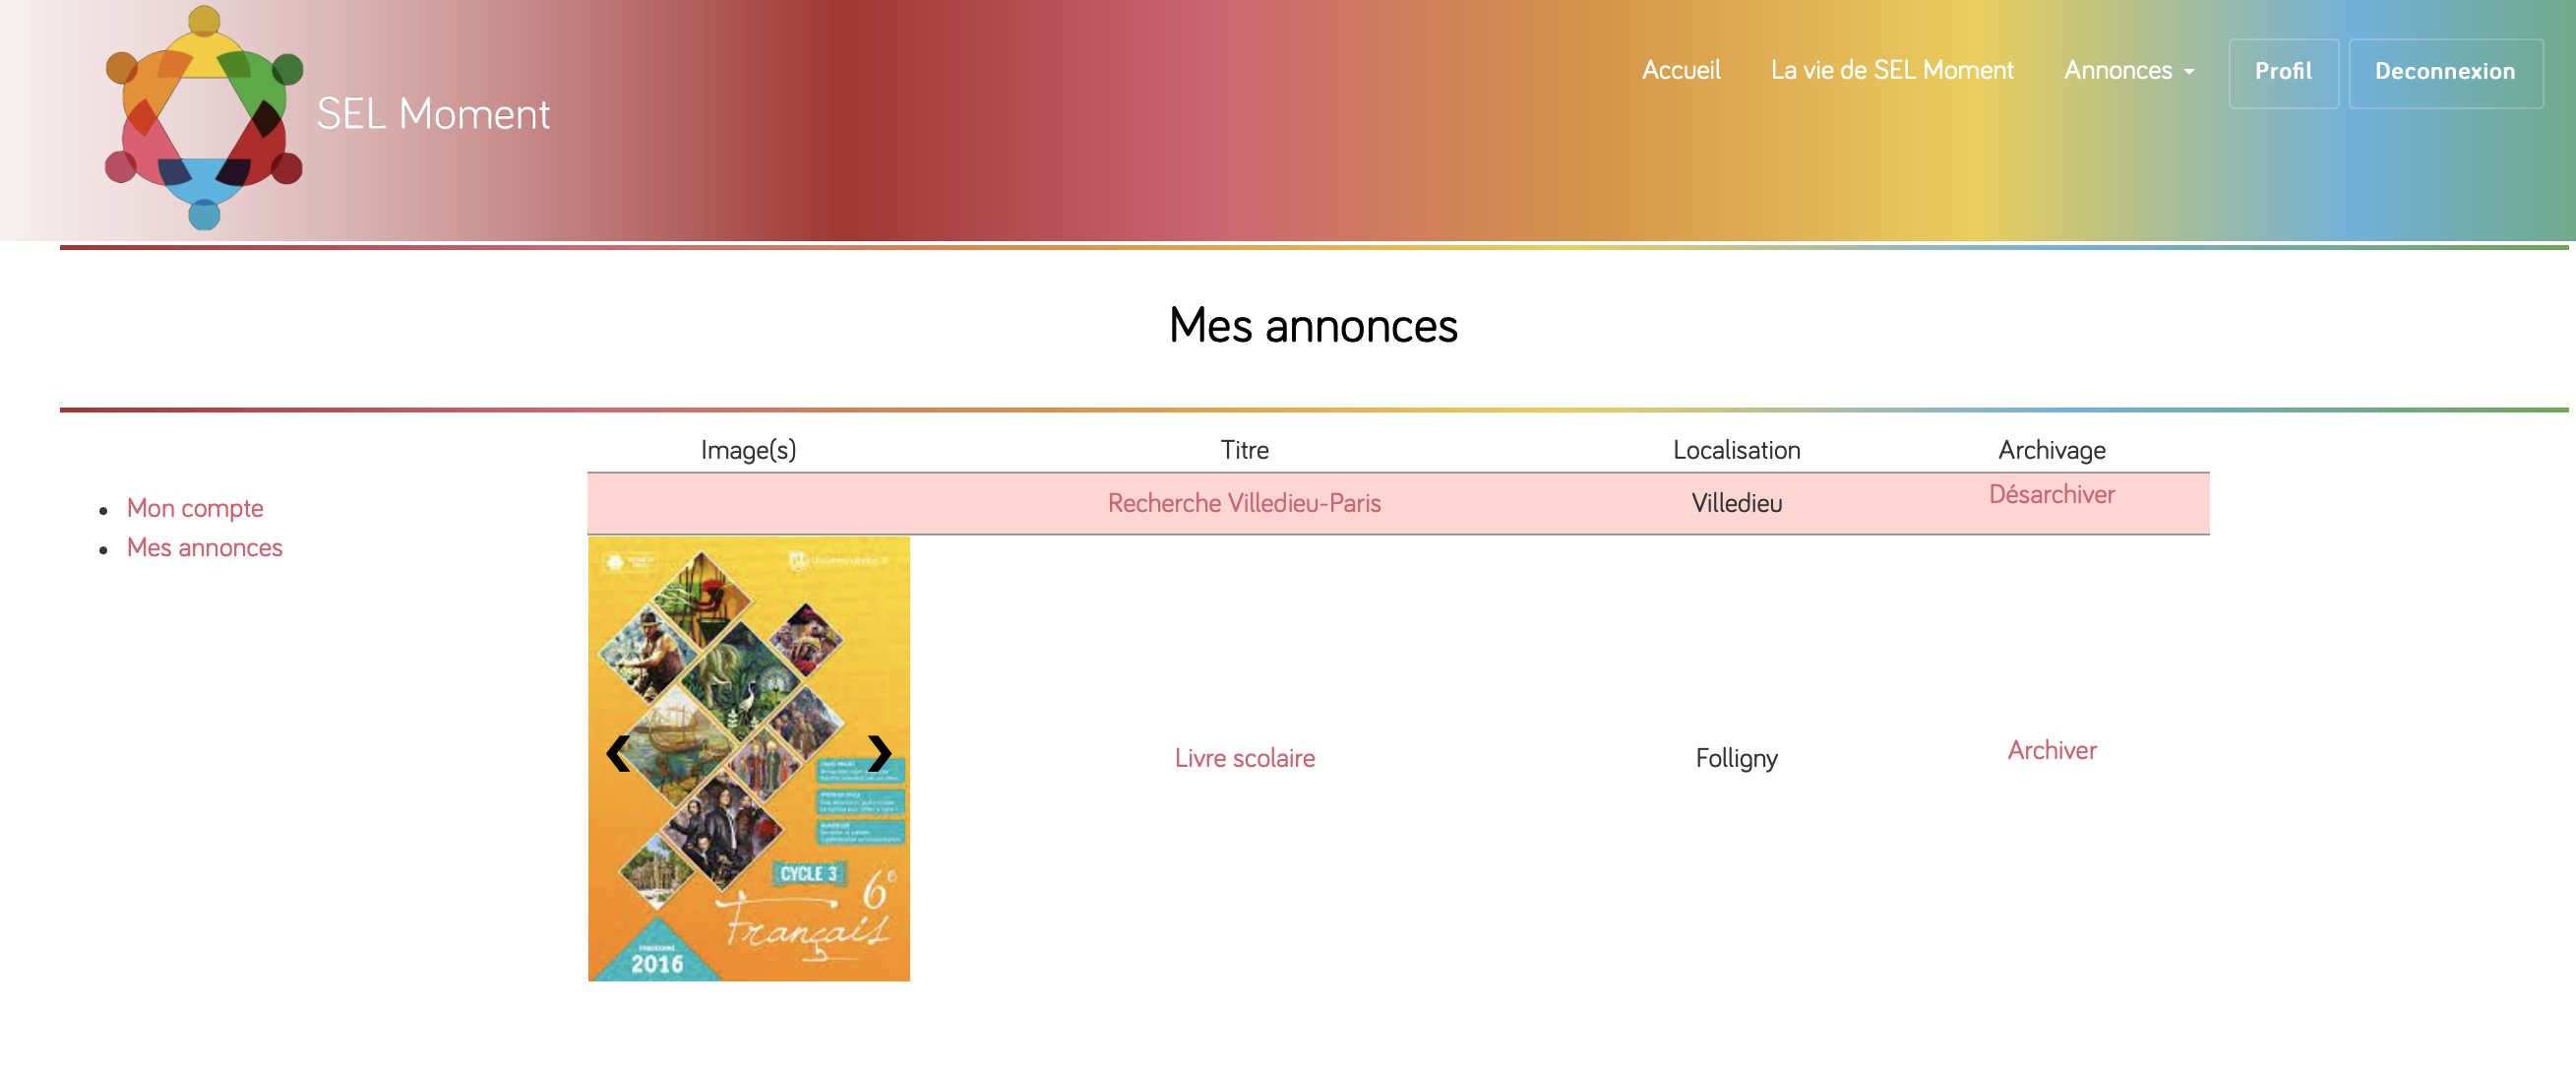 SEL Moment
Accueil
La vie de SEL Moment
Annonces
Profil
Deconnexion
Mes annonces
Mon compte
Mes annonces
Image(s) Titre Localisation Archivage
Recherche Villedieu-Paris Villedieu Désarchiver
Livre scolaire Folligny Archiver
CYCLE 3
6e
Français
PROGRAMME
2016